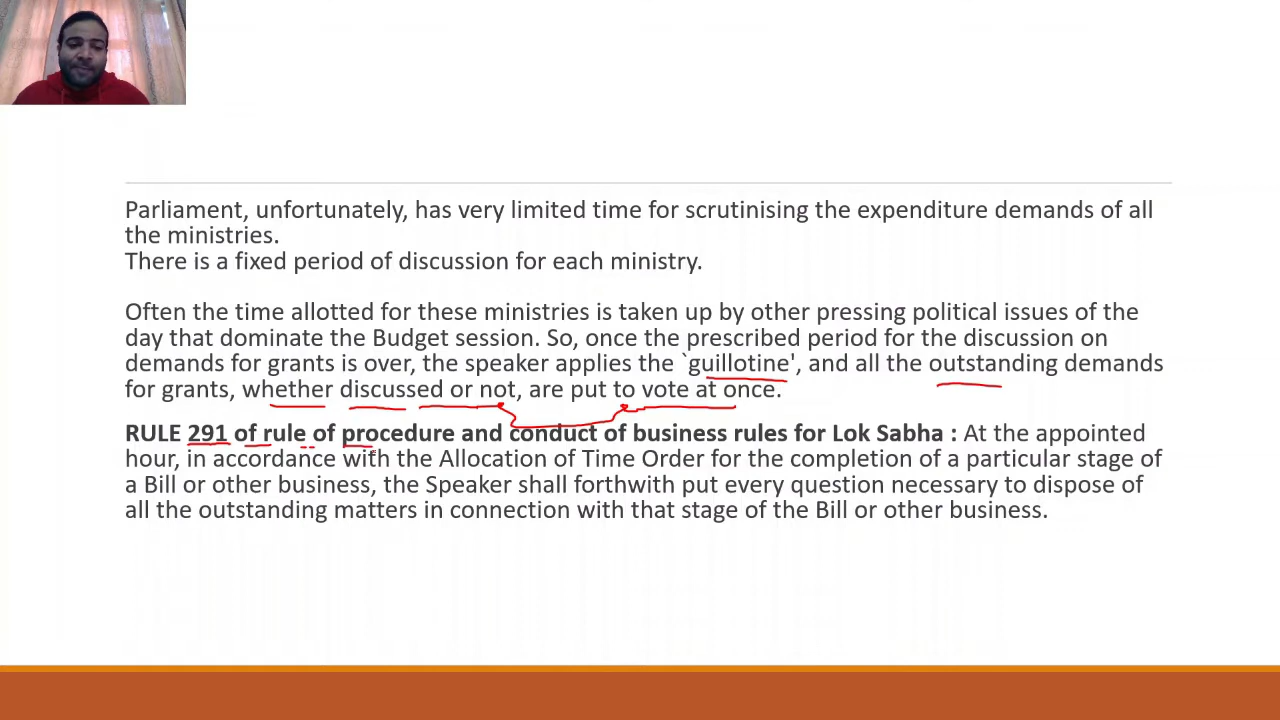 Parliament, unfortunately, has very limited time for scrutinising the expenditure demands of all
the ministries.
There is a fixed period of discussion for each ministry.
Often the time allotted for these ministries is taken up by other pressing political issues of the
day that dominate the Budget session. So, once the prescribed period for the discussion on
demands for grants is over, the speaker applies the `guillotine', and all the outstanding demands
for grants, whether discussed or not, are put to vote at once.
RULE 291 of rule of procedure and conduct of business rules for Lok Sabha : At the appointed
hour, in accordance with the Allocation of Time Order for the completion of a particular stage of
a Bill or other business, the Speaker shall forthwith put every question necessary to dispose of
all the outstanding matters in connection with that stage of the Bill or other business.